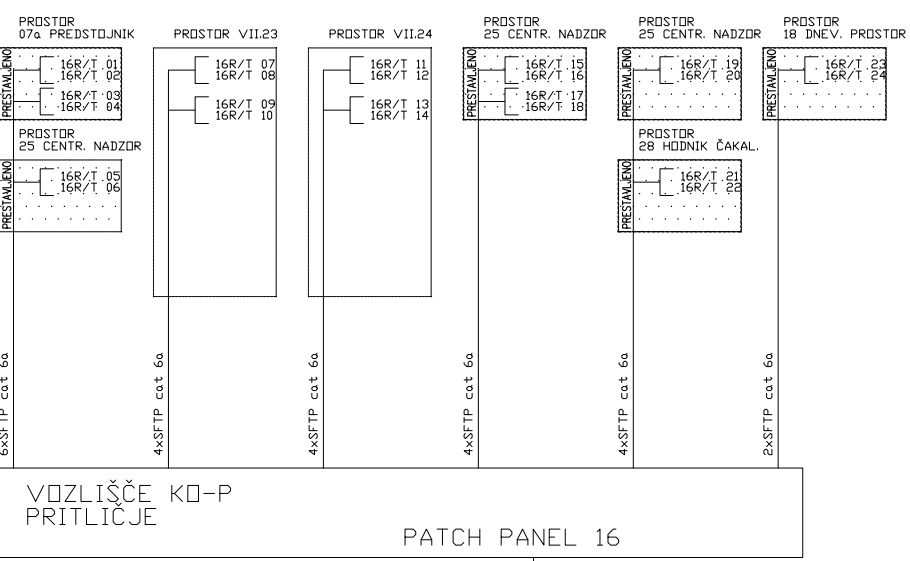 PROSTOR
07a PREDSTOJNIK
PRESTAVLJENO
16R/T 01
16R/T 02
16R/T 03
16R/T 04
PROSTOR
25 CENTR. NADZOR
PRESTAVLJENO
16R/T 05
16R/T 06
6xSFTP cat 6a
PROSTOR VII.23
16R/T 07
16R/T 08
16R/T 09
16R/T 10
4xSFTP cat 6a
PROSTOR VII.24
16R/T 11
16R/T 12
16R/T 13
16R/T 14
4xSFTP cat 6a
PROSTOR
25 CENTR. NADZOR
PRESTAVLJENO
16R/T 15
16R/T 16
16R/T 17
16R/T 18
4xSFTP cat 6a
PROSTOR
25 CENTR. NADZOR
PRESTAVLJENO
16R/T 19
16R/T 20
PROSTOR
28 HODNIK ČAKAL.
PRESTAVLJENO
16R/T 21
16R/T 22
4xSFTP cat 6a
PROSTOR
18 DNEV. PROSTOR
PRESTAVLJENO
16R/T 23
16R/T 24
2xSFTP cat 6a
VOZLIŠČE KO-P
PRITLIČJE
PATCH PANEL 16